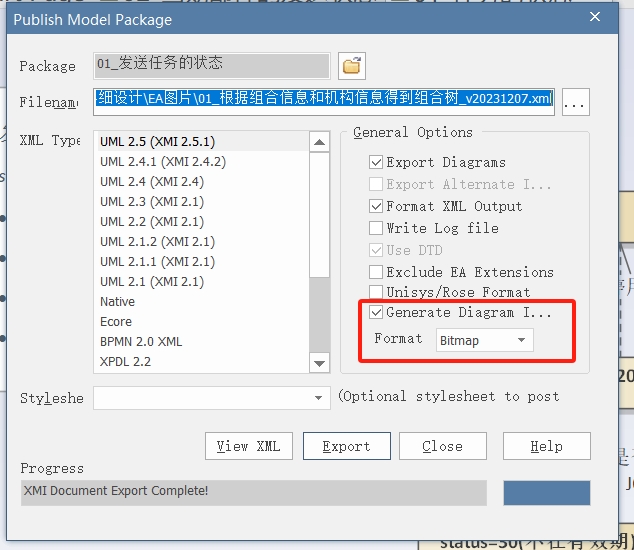 Publish Model Package
Package
01_发送任务的状态
Filename
细设计\EA图片\01_根据组合信息和机构信息得到组合树_v20231207.xml
...
XML Type
UML 2.5 (XMI 2.5.1)
UML 2.4.1 (XMI 2.4.2)
UML 2.4 (XMI 2.4)
UML 2.3 (XMI 2.1)
UML 2.2 (XMI 2.1)
UML 2.1.2 (XMI 2.1)
UML 2.1.1 (XMI 2.1)
UML 2.1 (XMI 2.1)
Native
Ecore
BPMN 2.0 XML
XPDL 2.2
General Options
Export Diagrams
Export Alternate I...
Format XML Output
Write Log file
Use DTD
Exclude EA Extensions
Unisys/Rose Format
Generate Diagram I...
Format
Bitmap
Styleshe
(Optional stylesheet to post
View XML
Export
Close
Help
Progress
XMI Document Export Complete!
status=30(不在有效期)